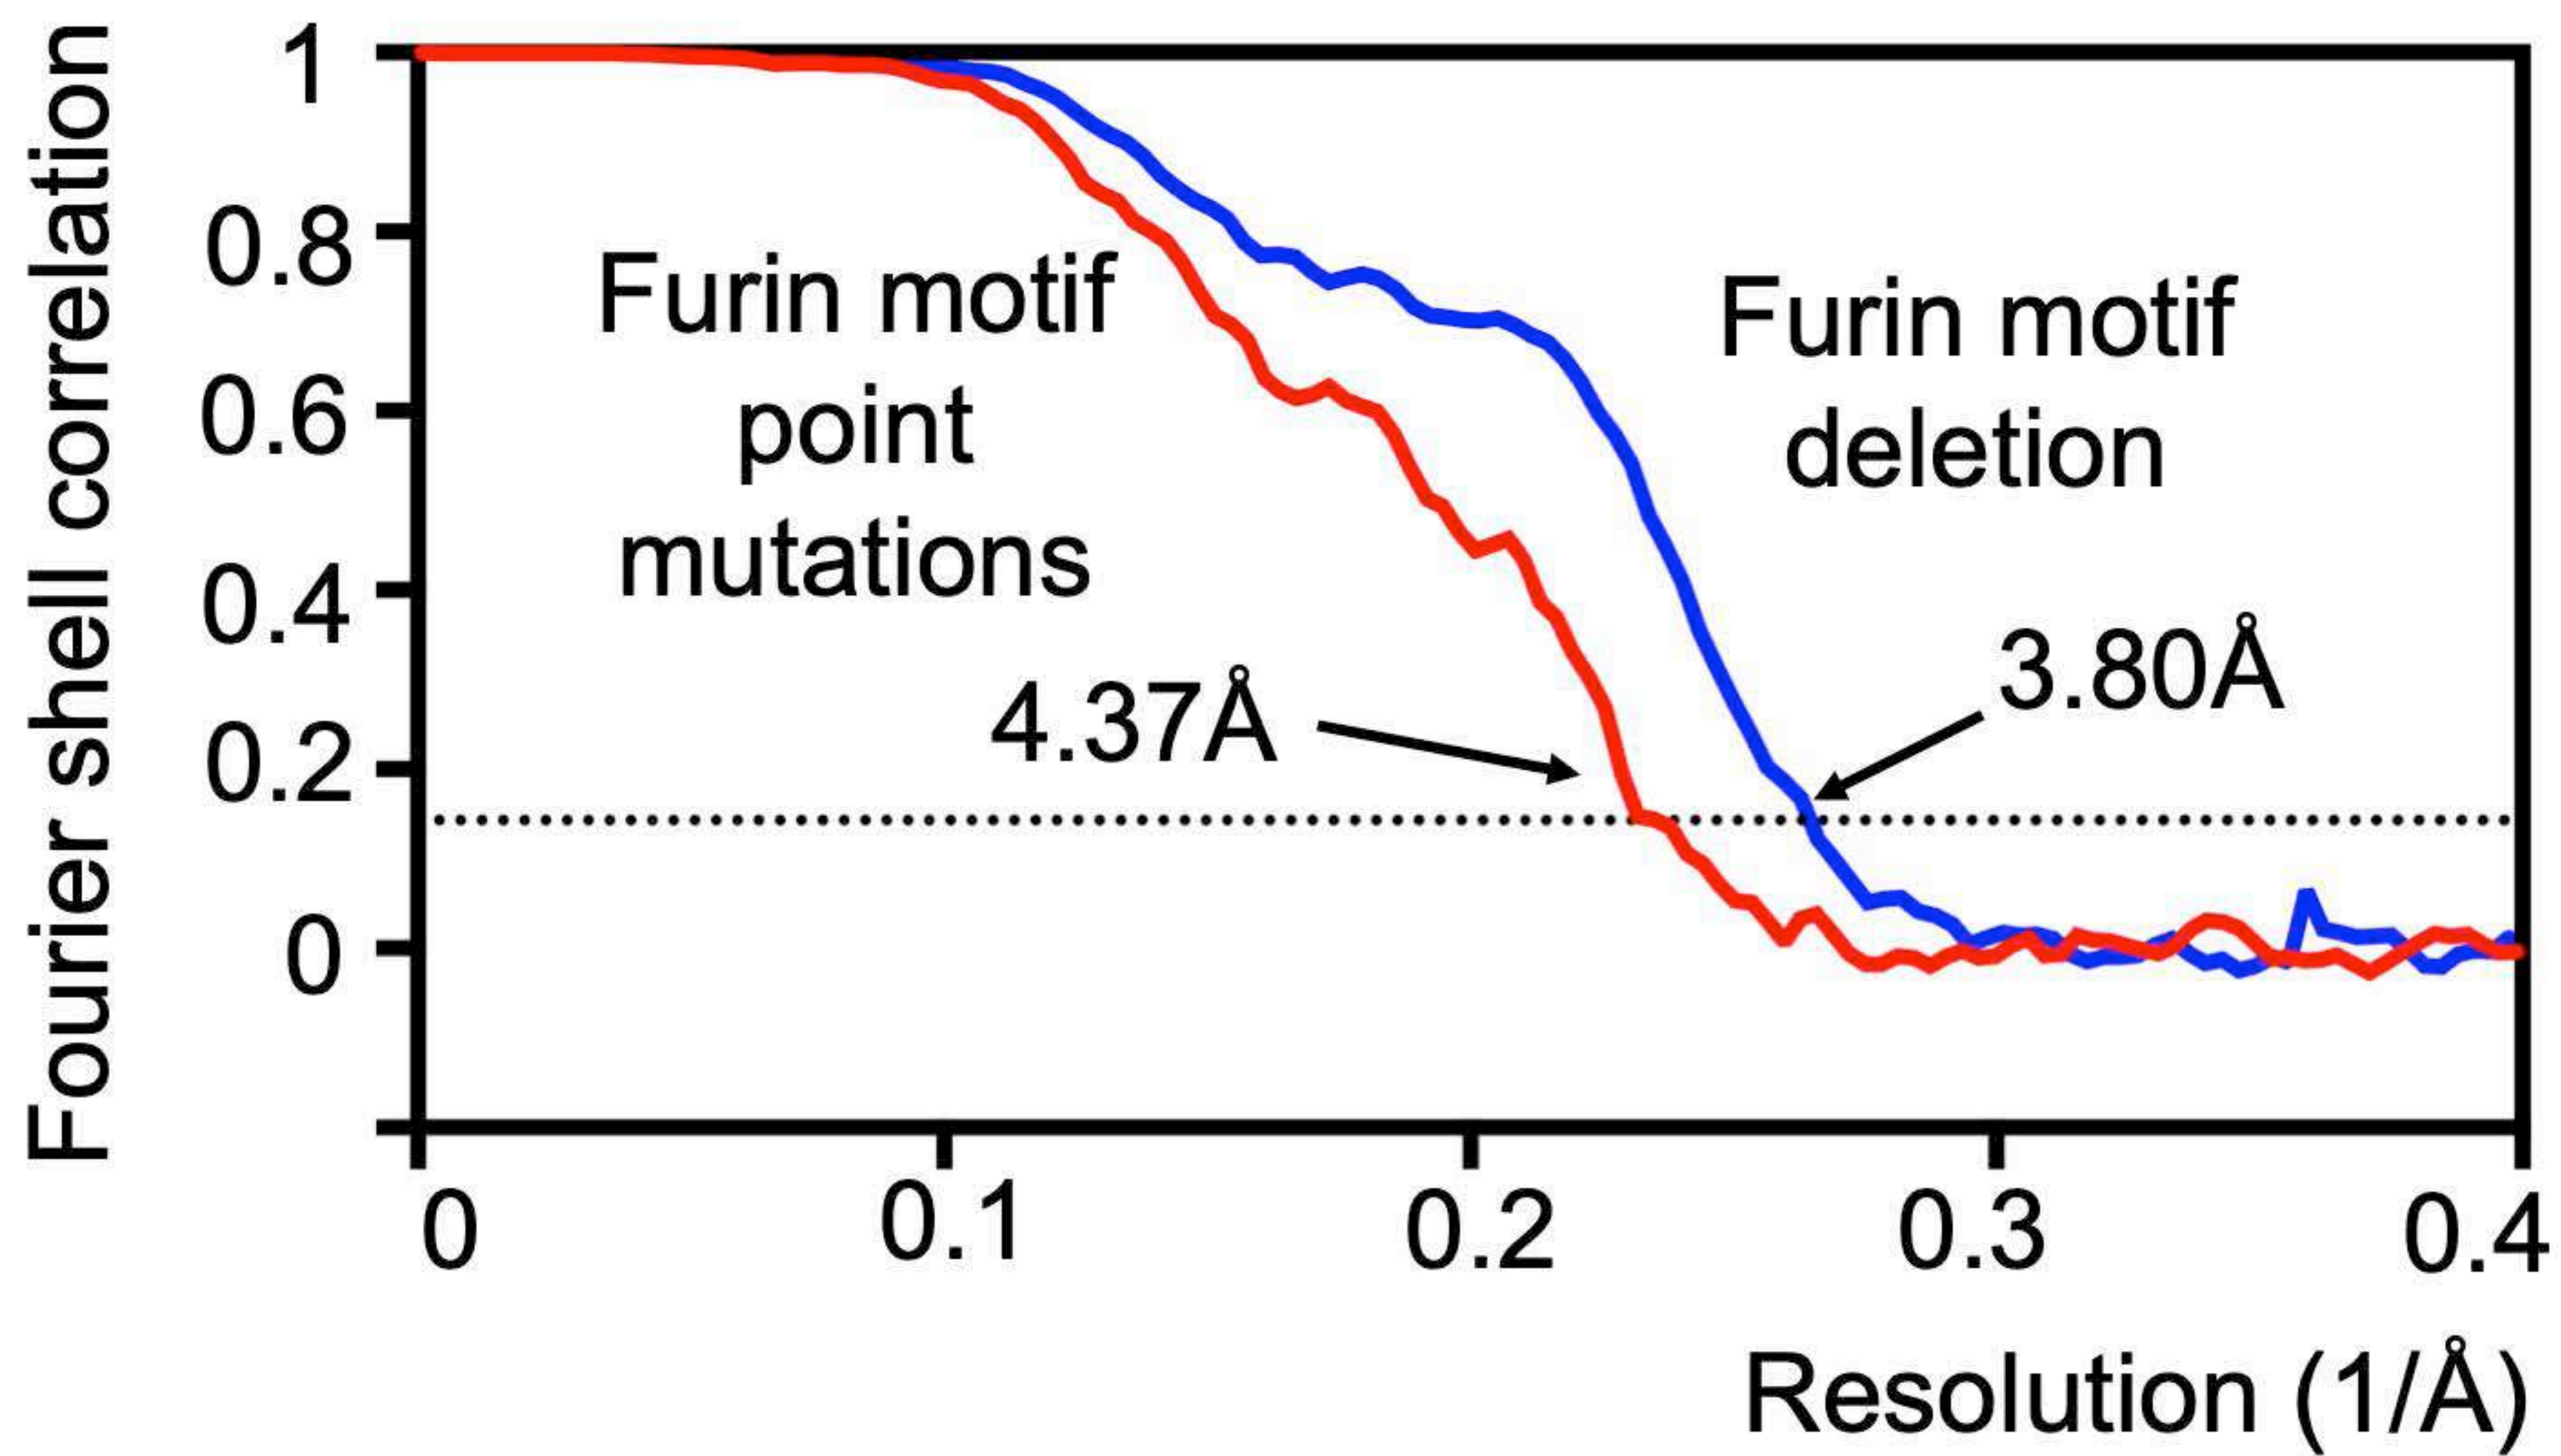 Fourier shell correlation
1
0.8
0.6
0.4
0.2
0
Furin motif
point
mutations
Furin motif
deletion
4.37Å
3.80Å
0
0.1
0.2
0.3
0.4
Resolution (1/Å)